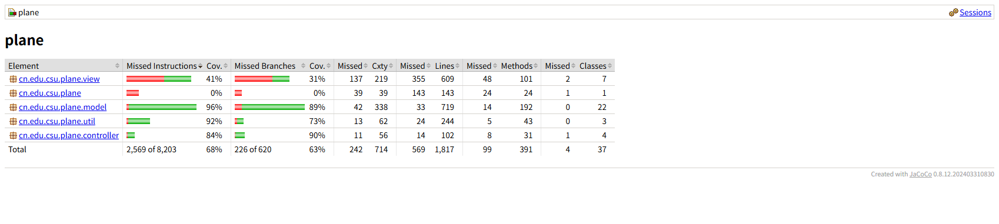 plane Sessions
plane
Element Missed Instructions Cov. Missed Branches Cov. Missed Cxty Missed Lines Missed Methods Missed Classes
cn.edu.csu.plane.view 41% 31% 137 219 355 609 48 101 2 7
cn.edu.csu.plane 0% 0% 39 39 143 143 24 24 1 1
cn.edu.csu.plane.model 96% 89% 42 338 33 719 14 192 0 22
cn.edu.csu.plane.util 92% 73% 13 62 24 244 5 43 0 3
cn.edu.csu.plane.controller 84% 90% 11 56 14 102 8 31 1 4
Total 2,569 of 8,203 68% 226 of 620 63% 242 714 569 1,817 99 391 4 37
Created with JaCoCo 0.8.12.202403310830